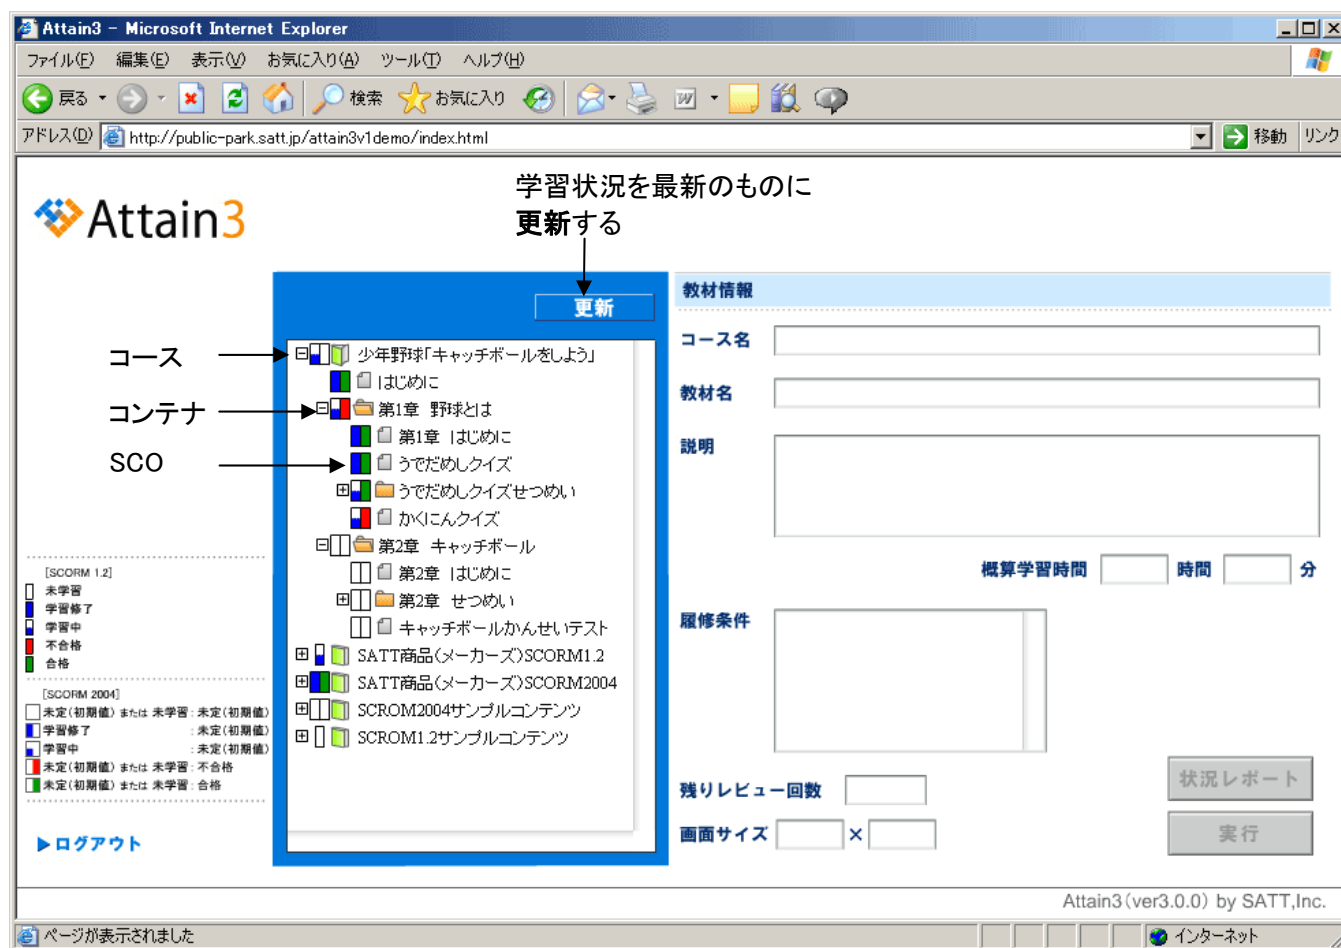 Attain3 - Microsoft Internet Explorer
ファイル(F) 編集(E) 表示(V) お気に入り(A) ツール(T) ヘルプ(H)
戻る 検索 お気に入り
アドレス(D) http://public-park.satt.jp/attain3v1demo/index.html 移動 リンク
Attain3
学習状況を最新のものに
更新する
更新
コース
コンテナ
SCO
少年野球「キャッチボールをしよう」
はじめに
第1章 野球とは
第1章 はじめに
うでだめしクイズ
うでだめしクイズせつめい
かくにんクイズ
第2章 キャッチボール
第2章 はじめに
第2章 せつめい
キャッチボールかんせいテスト
SATT商品(メーカーズ)SCORM1.2
SATT商品(メーカーズ)SCORM2004
SCROM2004サンプルコンテンツ
SCROM1.2サンプルコンテンツ
[SCORM 1.2]
未学習
学習修了
学習中
不合格
合格
[SCORM 2004]
未定(初期値) または 未学習 : 未定(初期値)
学習修了 : 未定(初期値)
学習中 : 未定(初期値)
未定(初期値) または 未学習 : 不合格
未定(初期値) または 未学習 : 合格
ログアウト
教材情報
コース名
教材名
説明
概算学習時間 時間 分
履修条件
残りレビュー回数
画面サイズ ×
状況レポート
実行
Attain3(ver3.0.0) by SATT,Inc.
ページが表示されました インターネット